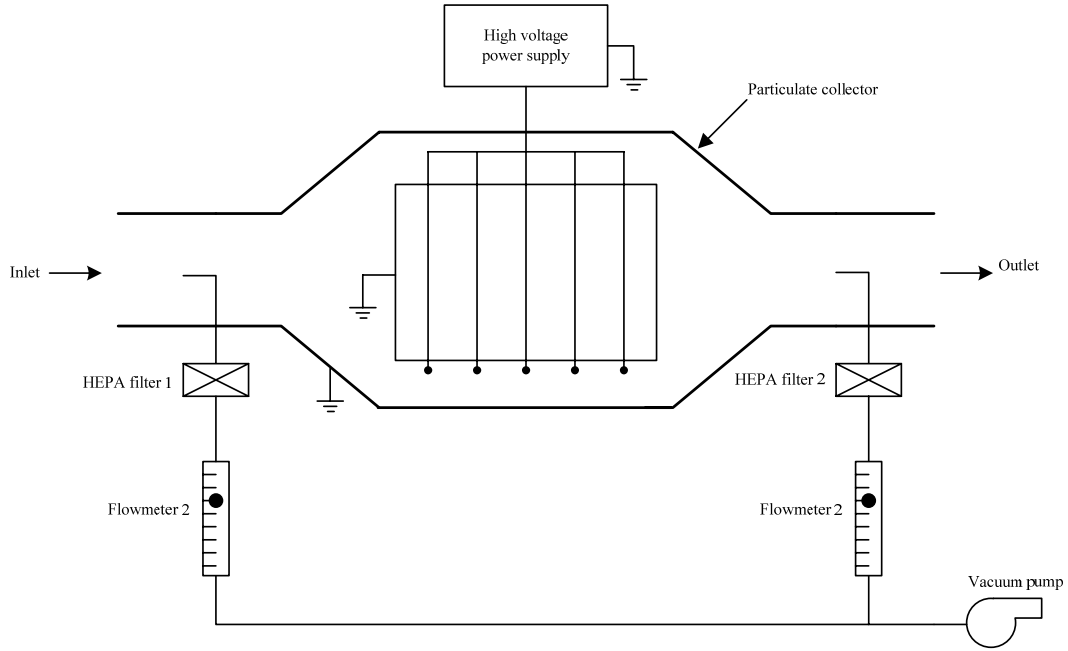 High voltage
power supply
Particulate collector
Inlet
Outlet
HEPA filter 1
HEPA filter 2
Flowmeter 2
Flowmeter 2
Vacuum pump